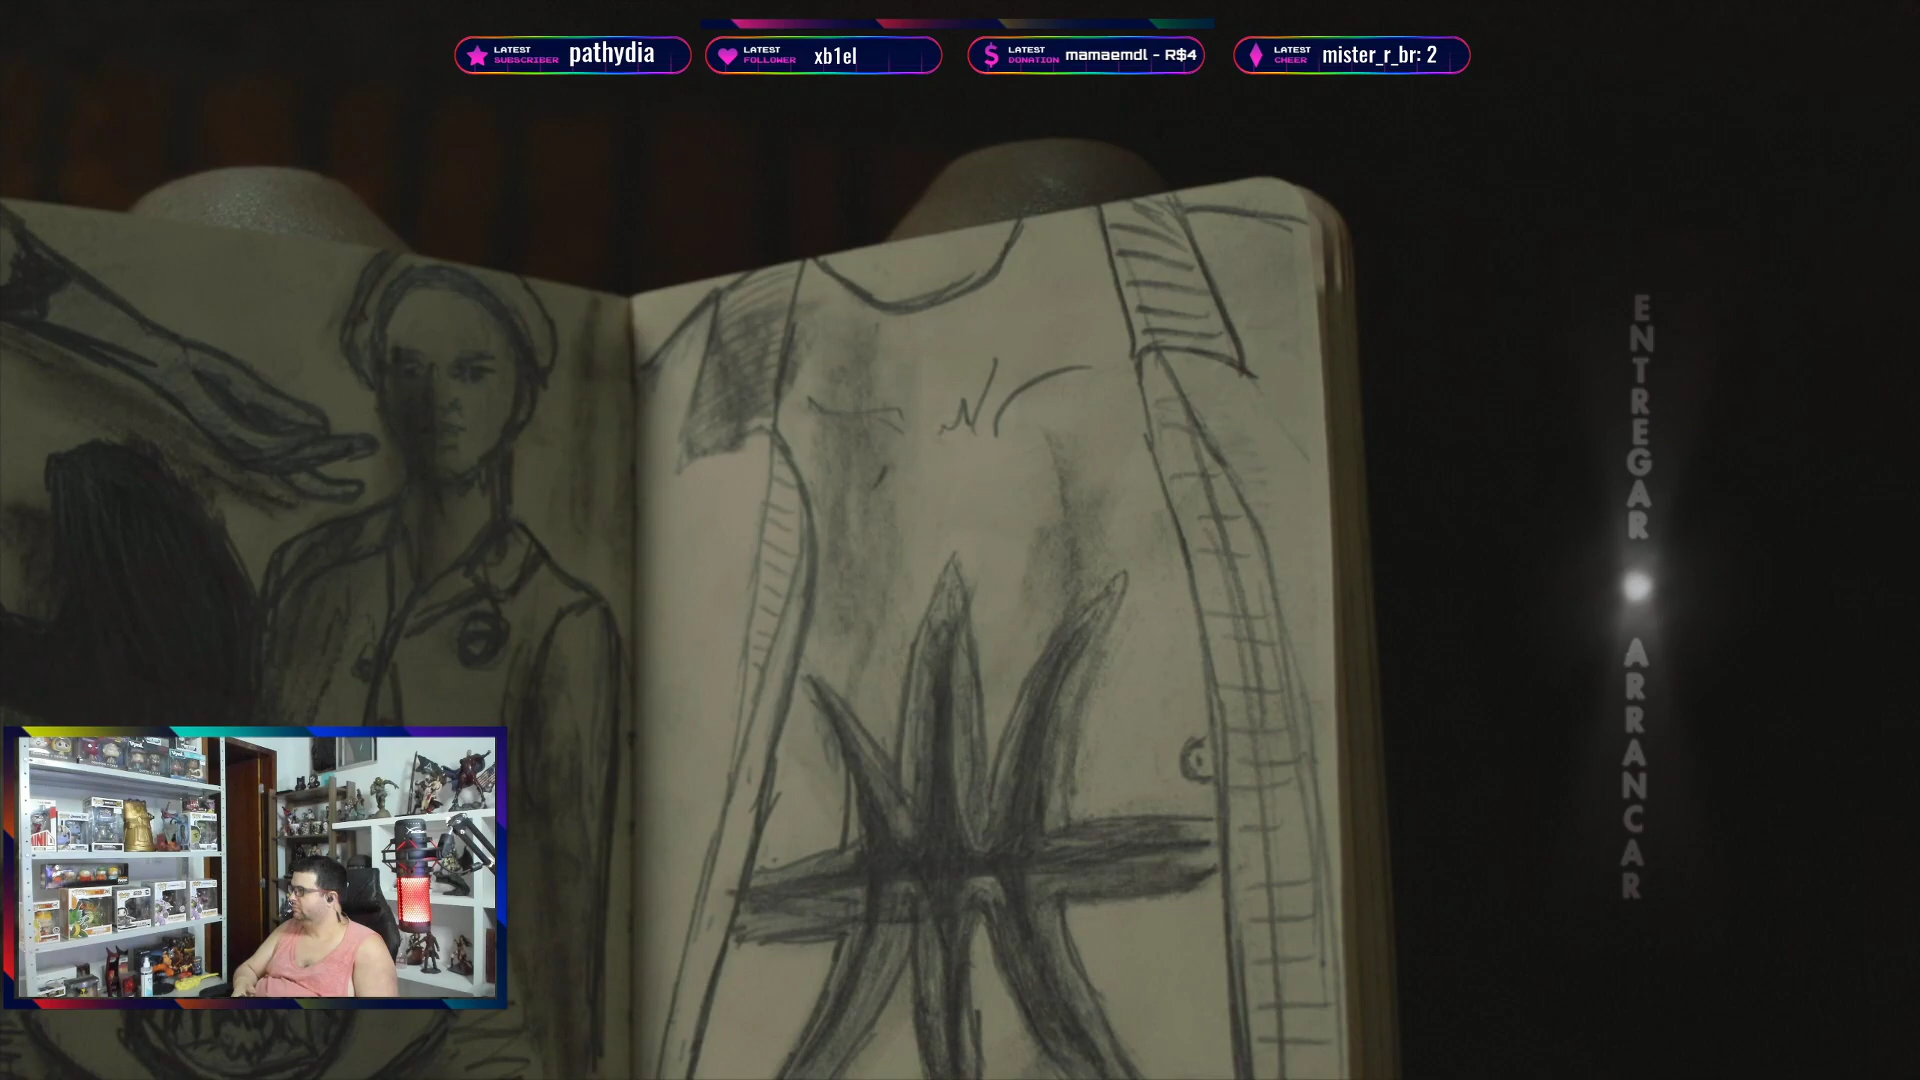 LATEST
SUBSCRIBER
pathydia
LATEST
FOLLOWER
xb1el
LATEST
DONATION
mamaemdl - R$4
LATEST
CHEER
mister_r_br: 2
ENTREGAR
ARRANCAR